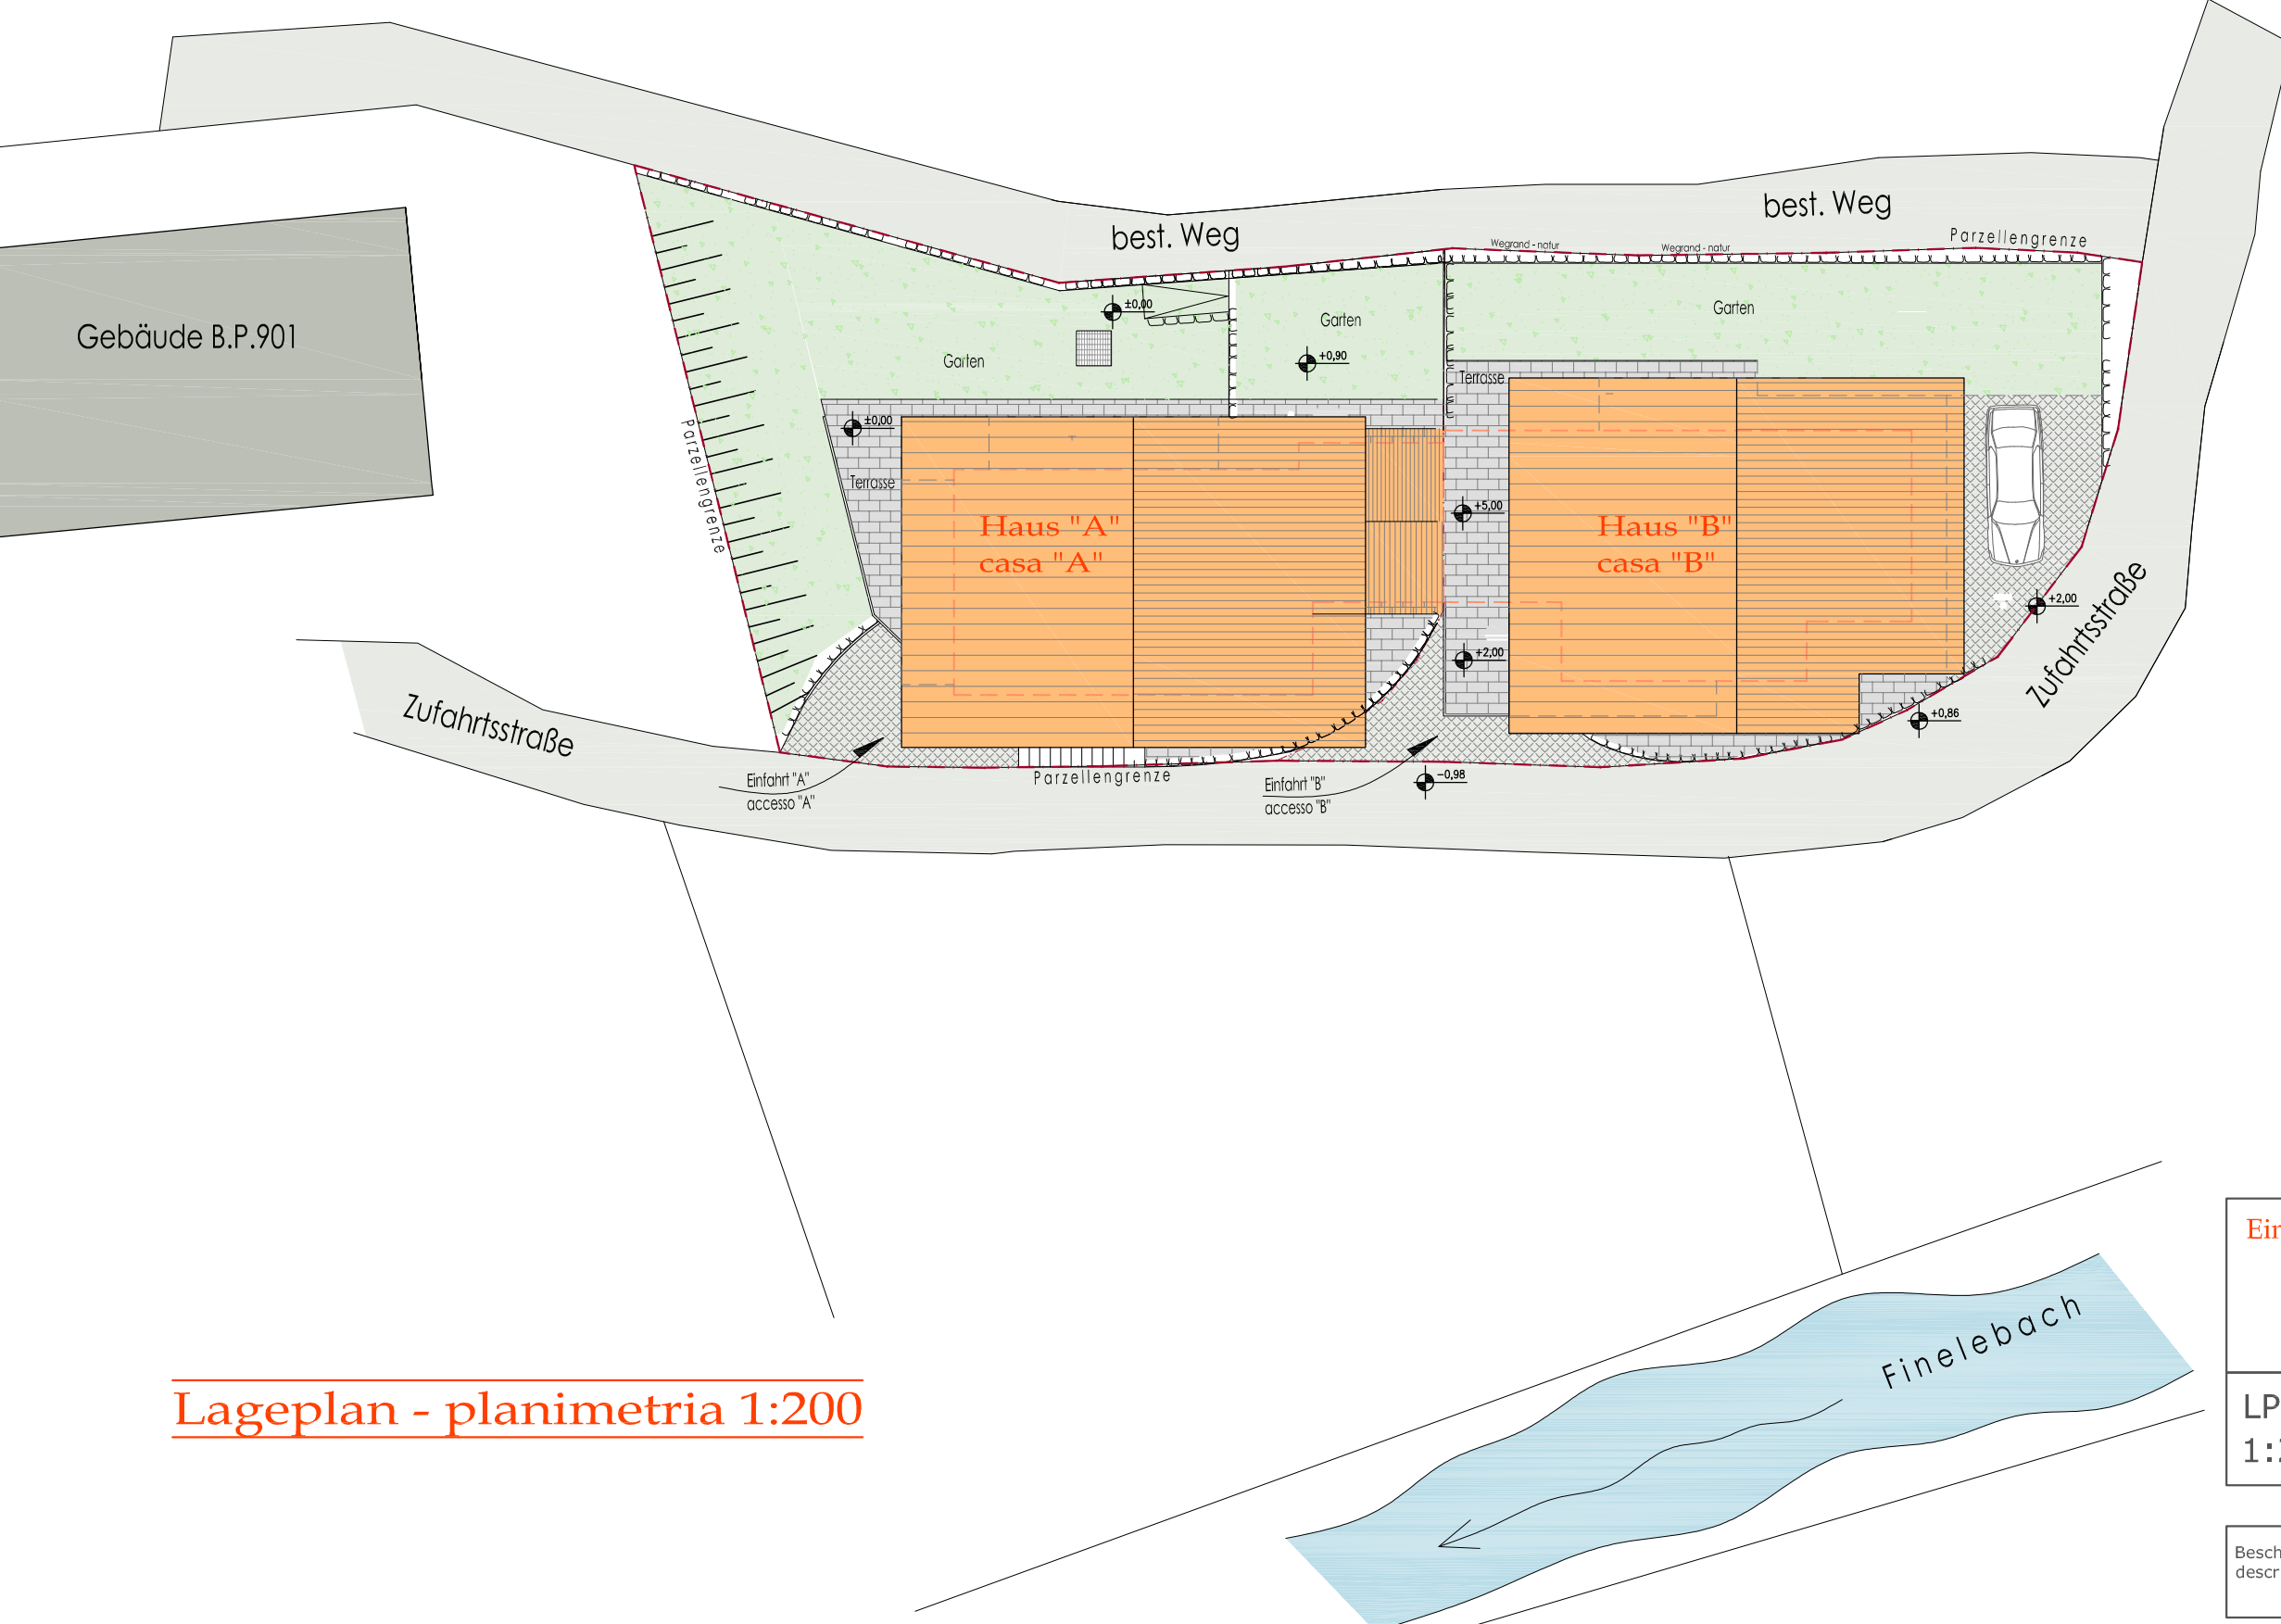 best. Weg
best. Weg
Wegrand - natur
Wegrand - natur
Parzellengrenze
Gebäude B.P.901
±0,00
Garten
Garten
Garten
+0,90
Terrasse
±0,00
Parzellengrenze
Terrasse
Haus "A"
casa "A"
+5,00
Haus "B"
casa "B"
+2,00
+2,00
Zufahrtsstraße
Zufahrtsstraße
+0,86
Einfahrt "A"
accesso "A"
Parzellengrenze
Einfahrt "B"
accesso "B"
-0,98
Finelebach
Lageplan - planimetria 1:200
LP